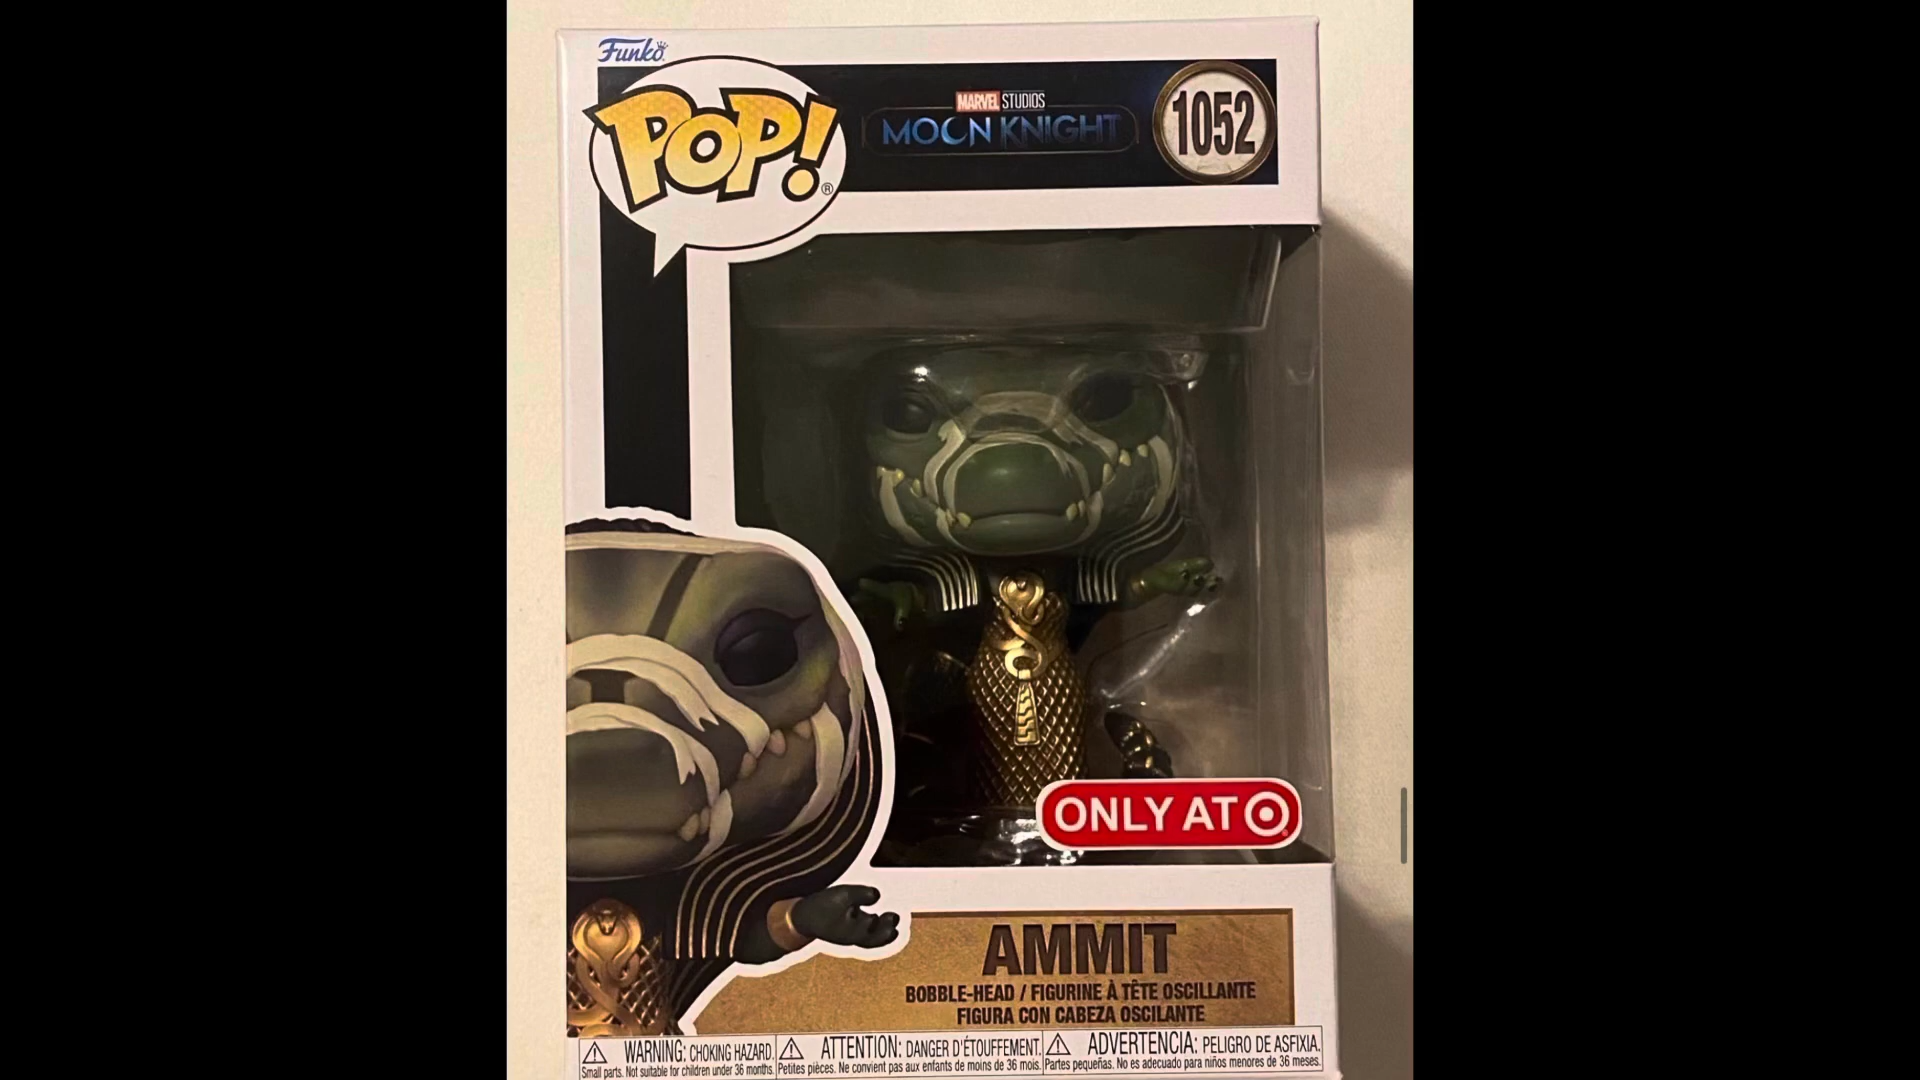 Funko
POP!
®
MARVEL STUDIOS
MOON KNIGHT
1052
ONLY AT
AMMIT
BOBBLE-HEAD / FIGURINE À TÊTE OSCILLANTE
FIGURA CON CABEZA OSCILANTE
WARNING: CHOKING HAZARD.
Small parts. Not suitable for children under 36 months.
ATTENTION: DANGER D'ÉTOUFFEMENT.
Petites pièces. Ne convient pas aux enfants de moins de 36 mois.
ADVERTENCIA: PELIGRO DE ASFIXIA.
Partes pequeñas. No es adecuado para niños menores de 36 meses.